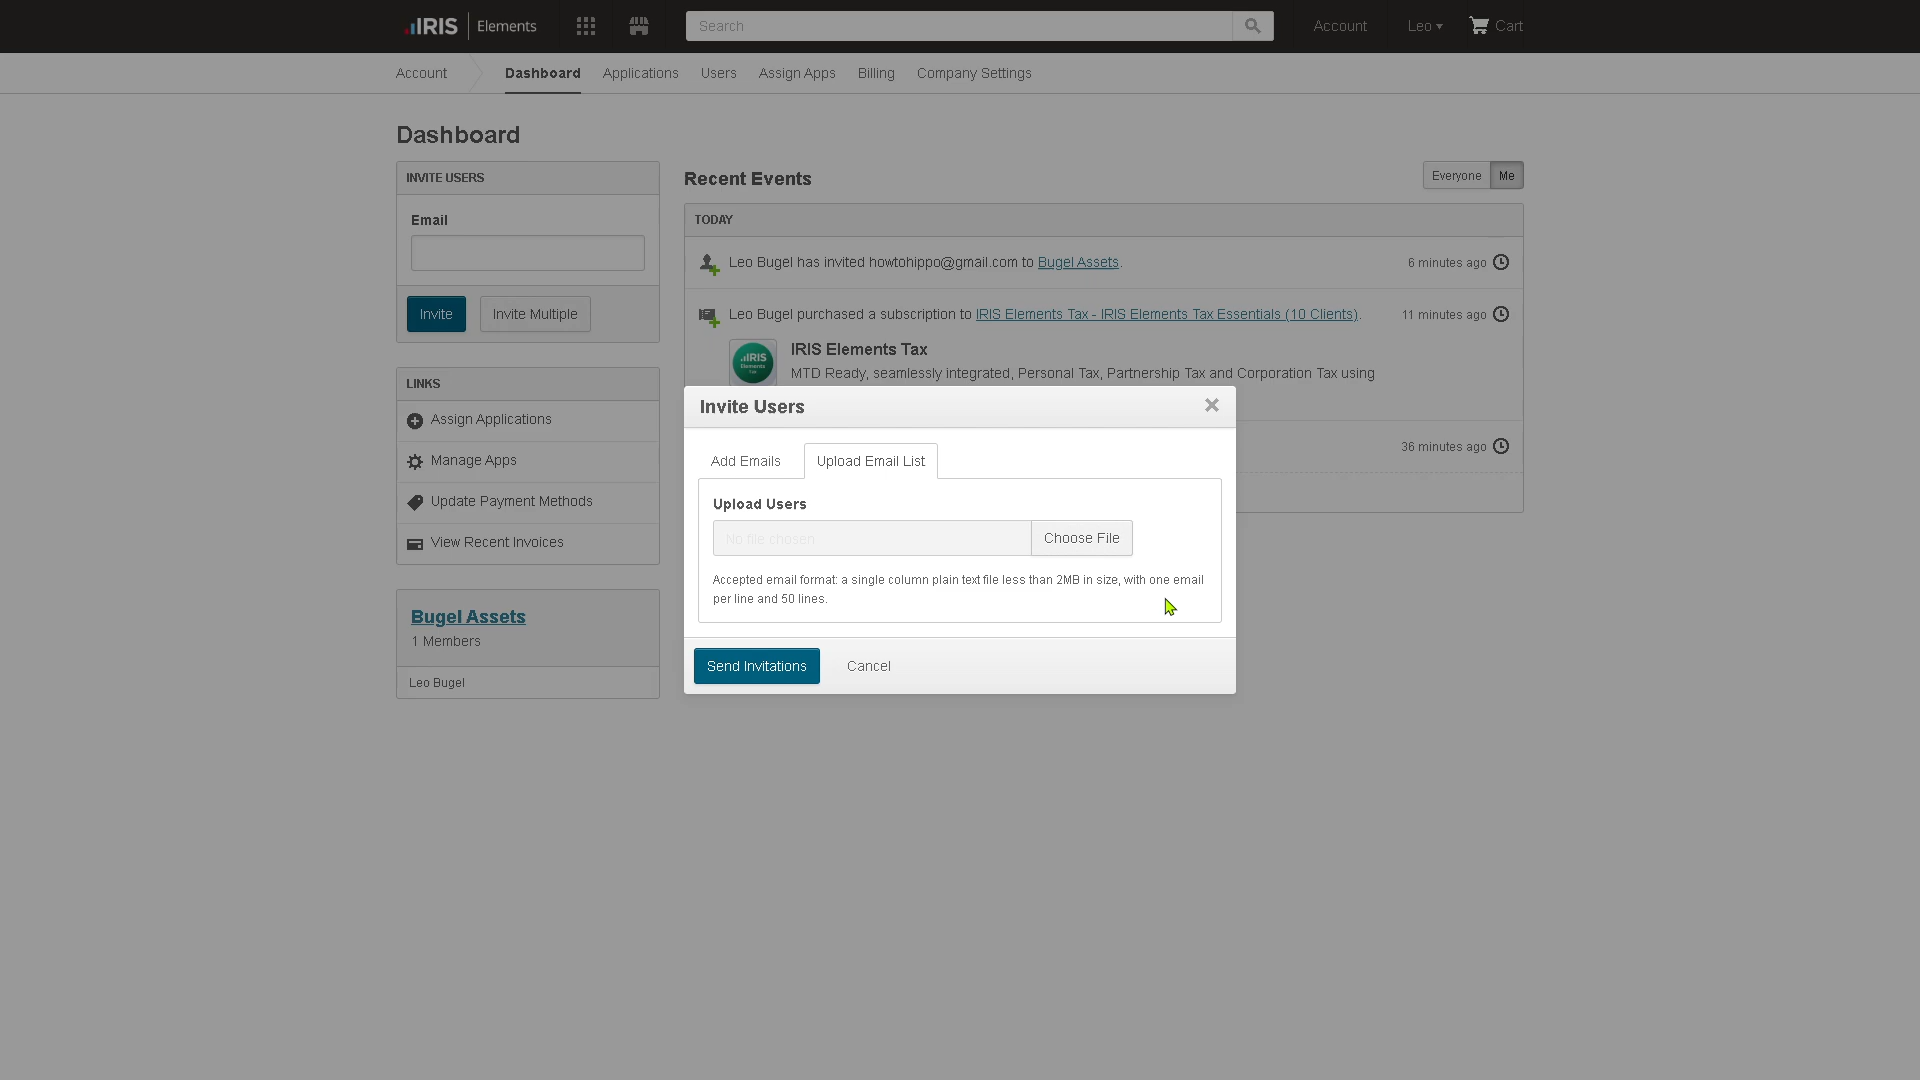 IRIS Elements
Search
Account
Leo ▾
Cart
Account
Dashboard
Applications
Users
Assign Apps
Billing
Company Settings
Dashboard
INVITE USERS
Email
Invite
Invite Multiple
LINKS
Assign Applications
Manage Apps
Update Payment Methods
View Recent Invoices
Bugel Assets
1 Members
Leo Bugel
Recent Events
Everyone
Me
TODAY
Leo Bugel has invited howtohippo@gmail.com to Bugel Assets.
6 minutes ago
Leo Bugel purchased a subscription to IRIS Elements Tax - IRIS Elements Tax Essentials (10 Clients).
11 minutes ago
IRIS Elements Tax
IRIS Elements Tax
MTD Ready, seamlessly integrated, Personal Tax, Partnership Tax and Corporation Tax using
36 minutes ago
Invite Users
Add Emails
Upload Email List
Upload Users
No file chosen
Choose File
Accepted email format: a single column plain text file less than 2MB in size, with one email
per line and 50 lines.
Send Invitations
Cancel